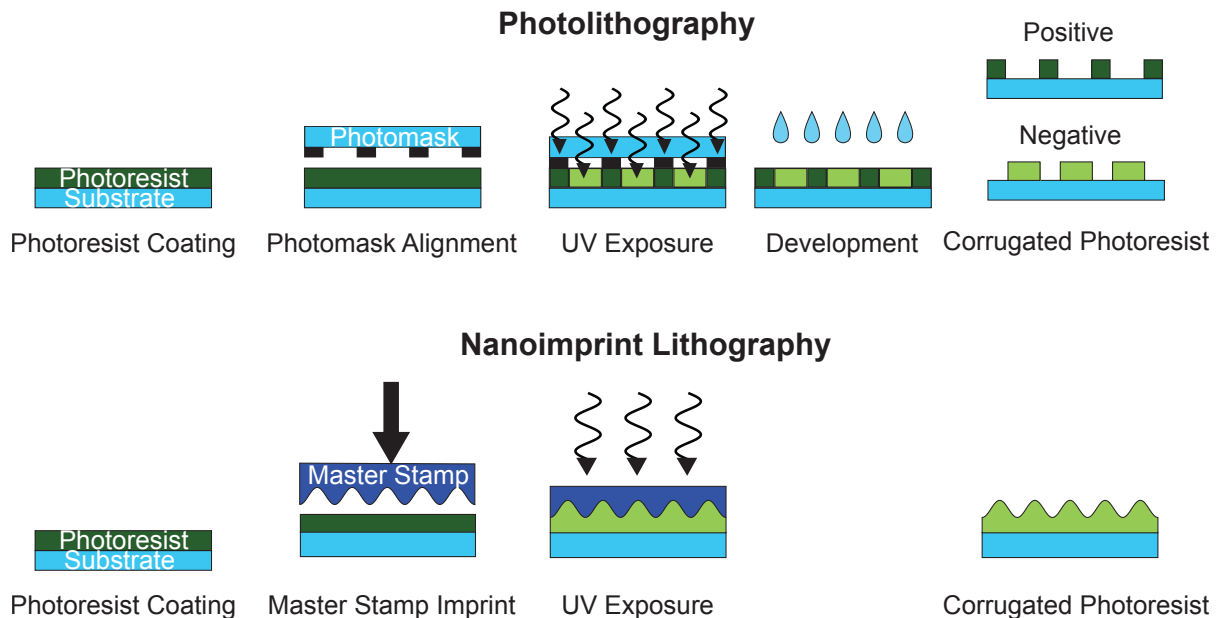 Photolithography
Positive
Photomask
Negative
Photoresist
Substrate
Photoresist Coating
Photomask Alignment
UV Exposure
Development
Corrugated Photoresist
Nanoimprint Lithography
Master Stamp
Photoresist
Substrate
Photoresist Coating
Master Stamp Imprint
UV Exposure
Corrugated Photoresist